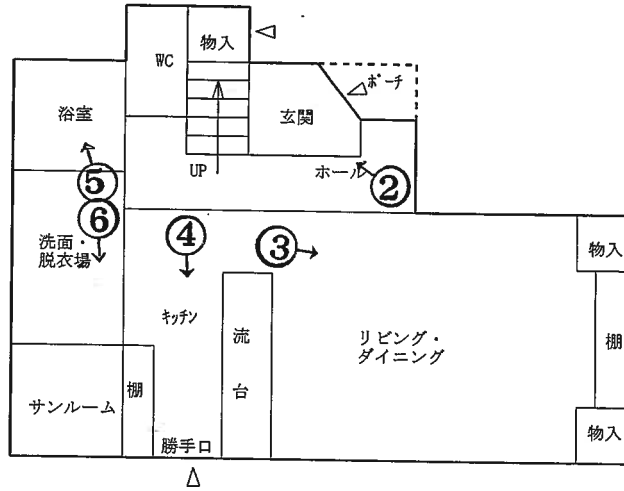 物入
WC
ポーチ
浴室
玄関
UP
ホール
②
⑤
⑥
④
③
洗面・
脱衣場
物入
キッチン
流
台
リビング・
ダイニング
棚
棚
サンルーム
物入
勝手口